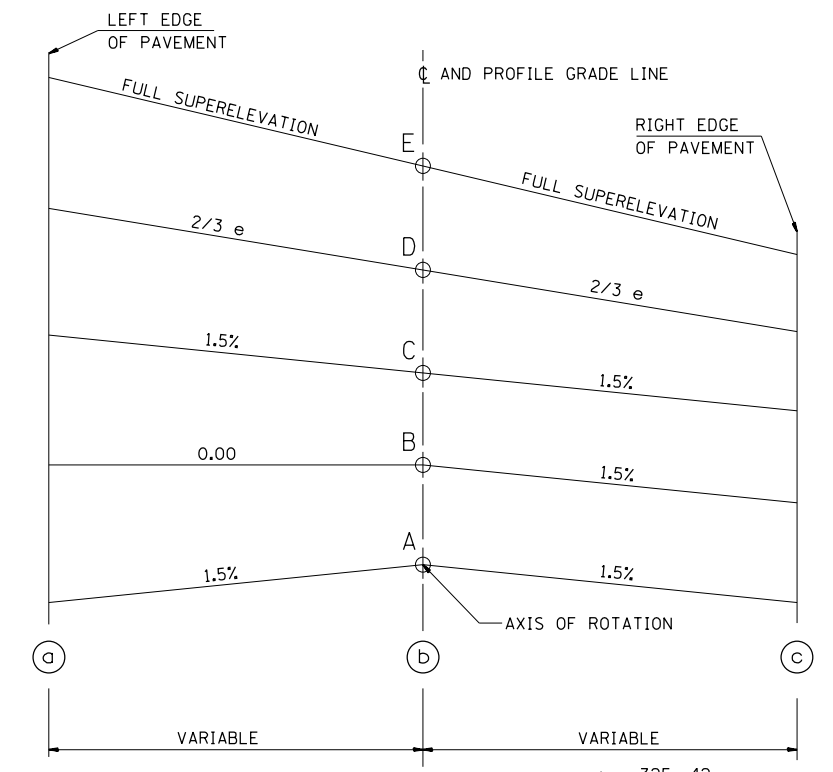 LEFT EDGE
OF PAVEMENT
℄ AND PROFILE GRADE LINE
FULL SUPERELEVATION
RIGHT EDGE
OF PAVEMENT
E
FULL SUPERELEVATION
2/3 e
D
2/3 e
1.5%
C
1.5%
0.00
B
1.5%
A
1.5%
1.5%
AXIS OF ROTATION
a
b
c
VARIABLE
VARIABLE